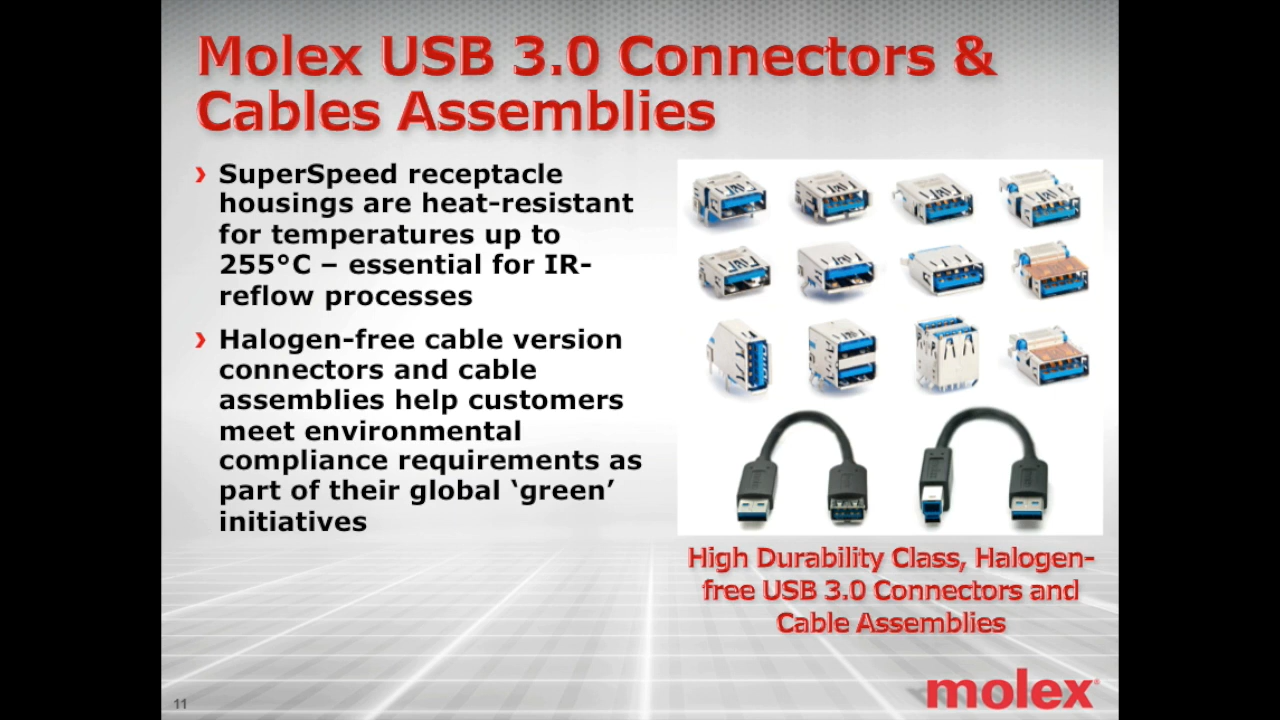 Molex USB 3.0 Connectors &
Cables Assemblies
› SuperSpeed receptacle
housings are heat-resistant
for temperatures up to
255°C – essential for IR-
reflow processes
› Halogen-free cable version
connectors and cable
assemblies help customers
meet environmental
compliance requirements as
part of their global ‘green’
initiatives
High Durability Class, Halogen-
free USB 3.0 Connectors and
Cable Assemblies
11
molex